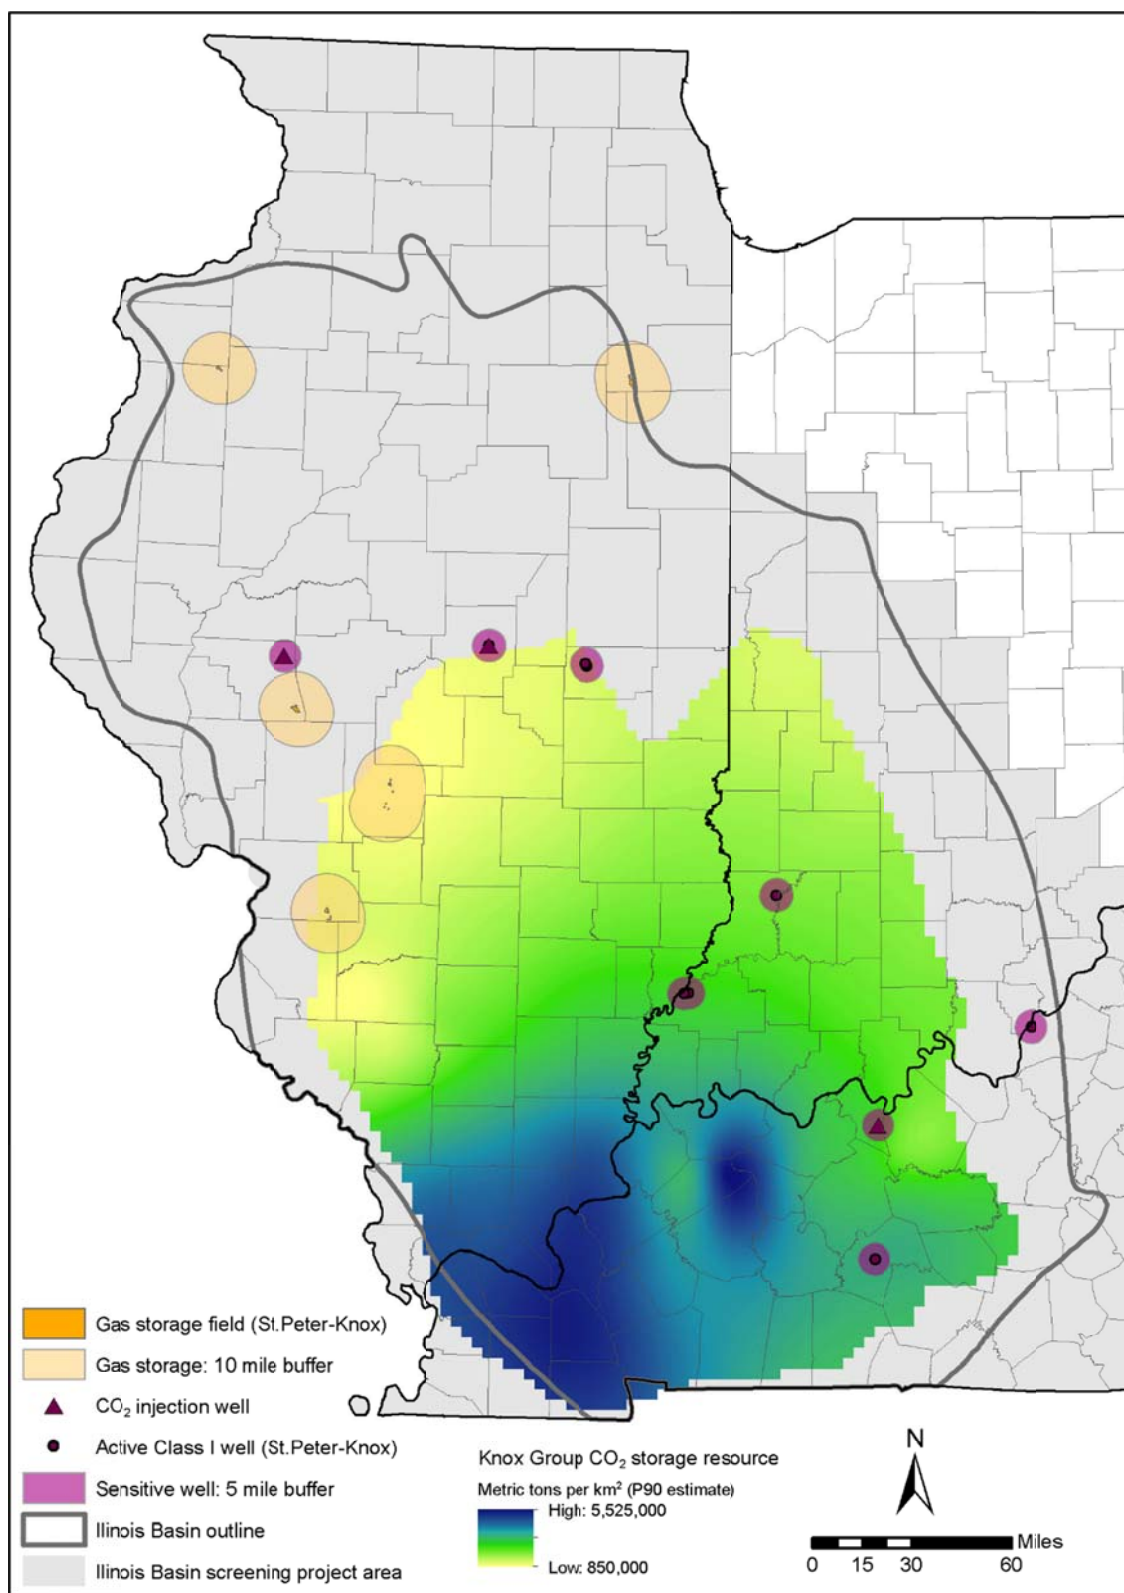 Gas storage field (St.Peter-Knox)
Gas storage: 10 mile buffer
CO₂ injection well
Active Class I well (St.Peter-Knox)
Sensitive well: 5 mile buffer
Illinois Basin outline
Illinois Basin screening project area
Knox Group CO₂ storage resource
Metric tons per km² (P90 estimate)
High: 5,525,000
Low: 850,000
N
Miles
0 15 30 60